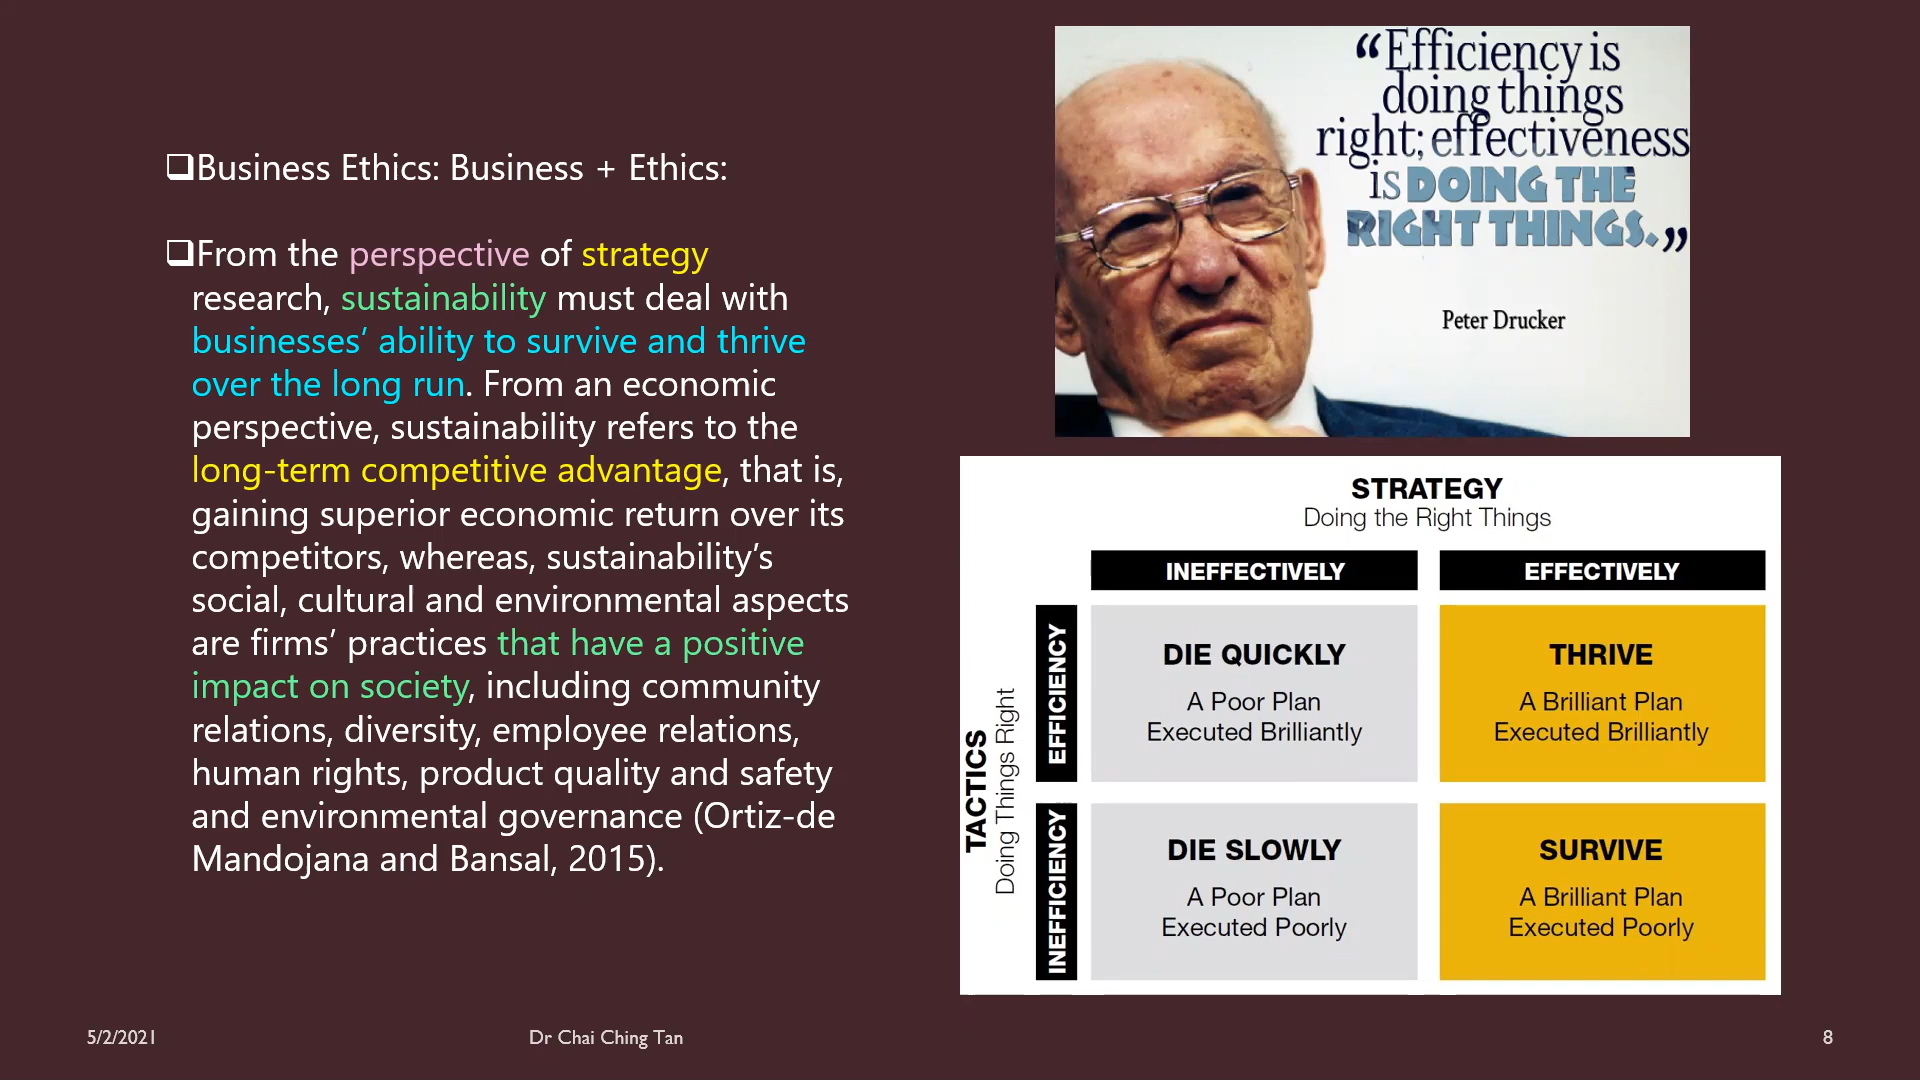 ❑Business Ethics: Business + Ethics:
❑From the perspective of strategy
research, sustainability must deal with
businesses’ ability to survive and thrive
over the long run. From an economic
perspective, sustainability refers to the
long-term competitive advantage, that is,
gaining superior economic return over its
competitors, whereas, sustainability’s
social, cultural and environmental aspects
are firms’ practices that have a positive
impact on society, including community
relations, diversity, employee relations,
human rights, product quality and safety
and environmental governance (Ortiz-de
Mandojana and Bansal, 2015).
“Efficiency is
doing things
right; effectiveness
is DOING THE
RIGHT THINGS.”
Peter Drucker
STRATEGY
Doing the Right Things
INEFFECTIVELY
EFFECTIVELY
TACTICS
Doing Things Right
EFFICIENCY
DIE QUICKLY
A Poor Plan
Executed Brilliantly
THRIVE
A Brilliant Plan
Executed Brilliantly
INEFFICIENCY
DIE SLOWLY
A Poor Plan
Executed Poorly
SURVIVE
A Brilliant Plan
Executed Poorly
5/2/2021
Dr Chai Ching Tan
8